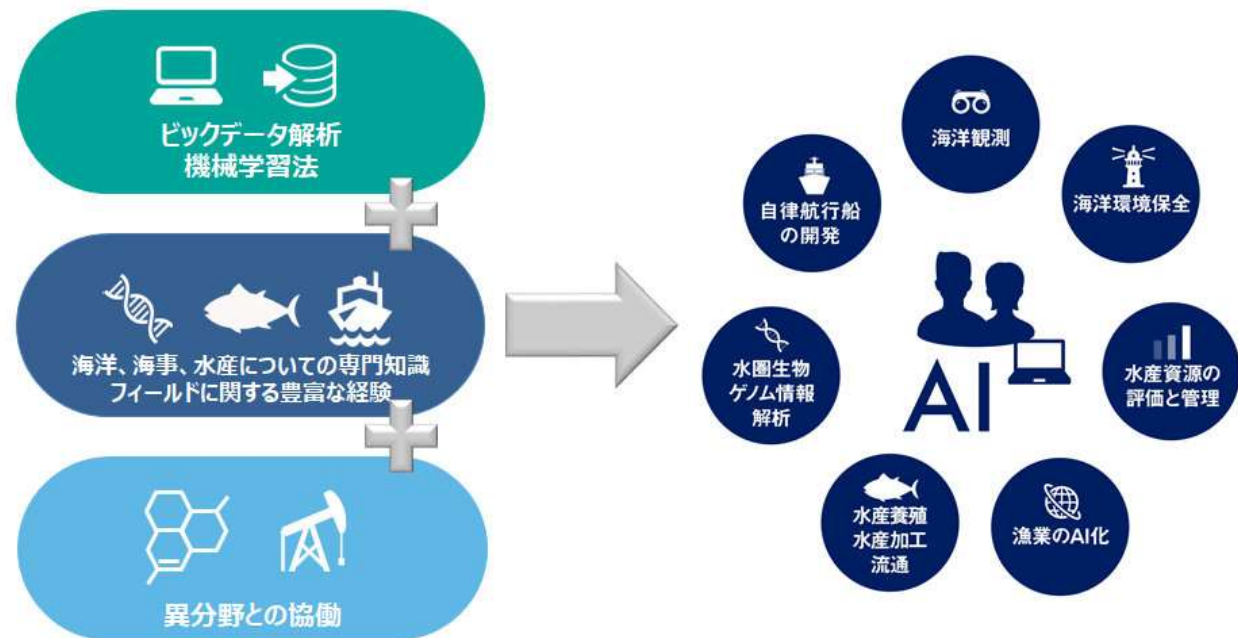 ビックデータ解析
機械学習法
海洋、海事、水産についての専門知識
フィールドに関する豊富な経験
異分野との協働
海洋観測
海洋環境保全
自律航行船
の開発
水圏生物
ゲノム情報
解析
AI
水産資源の
評価と管理
水産養殖
水産加工
流通
漁業のAI化